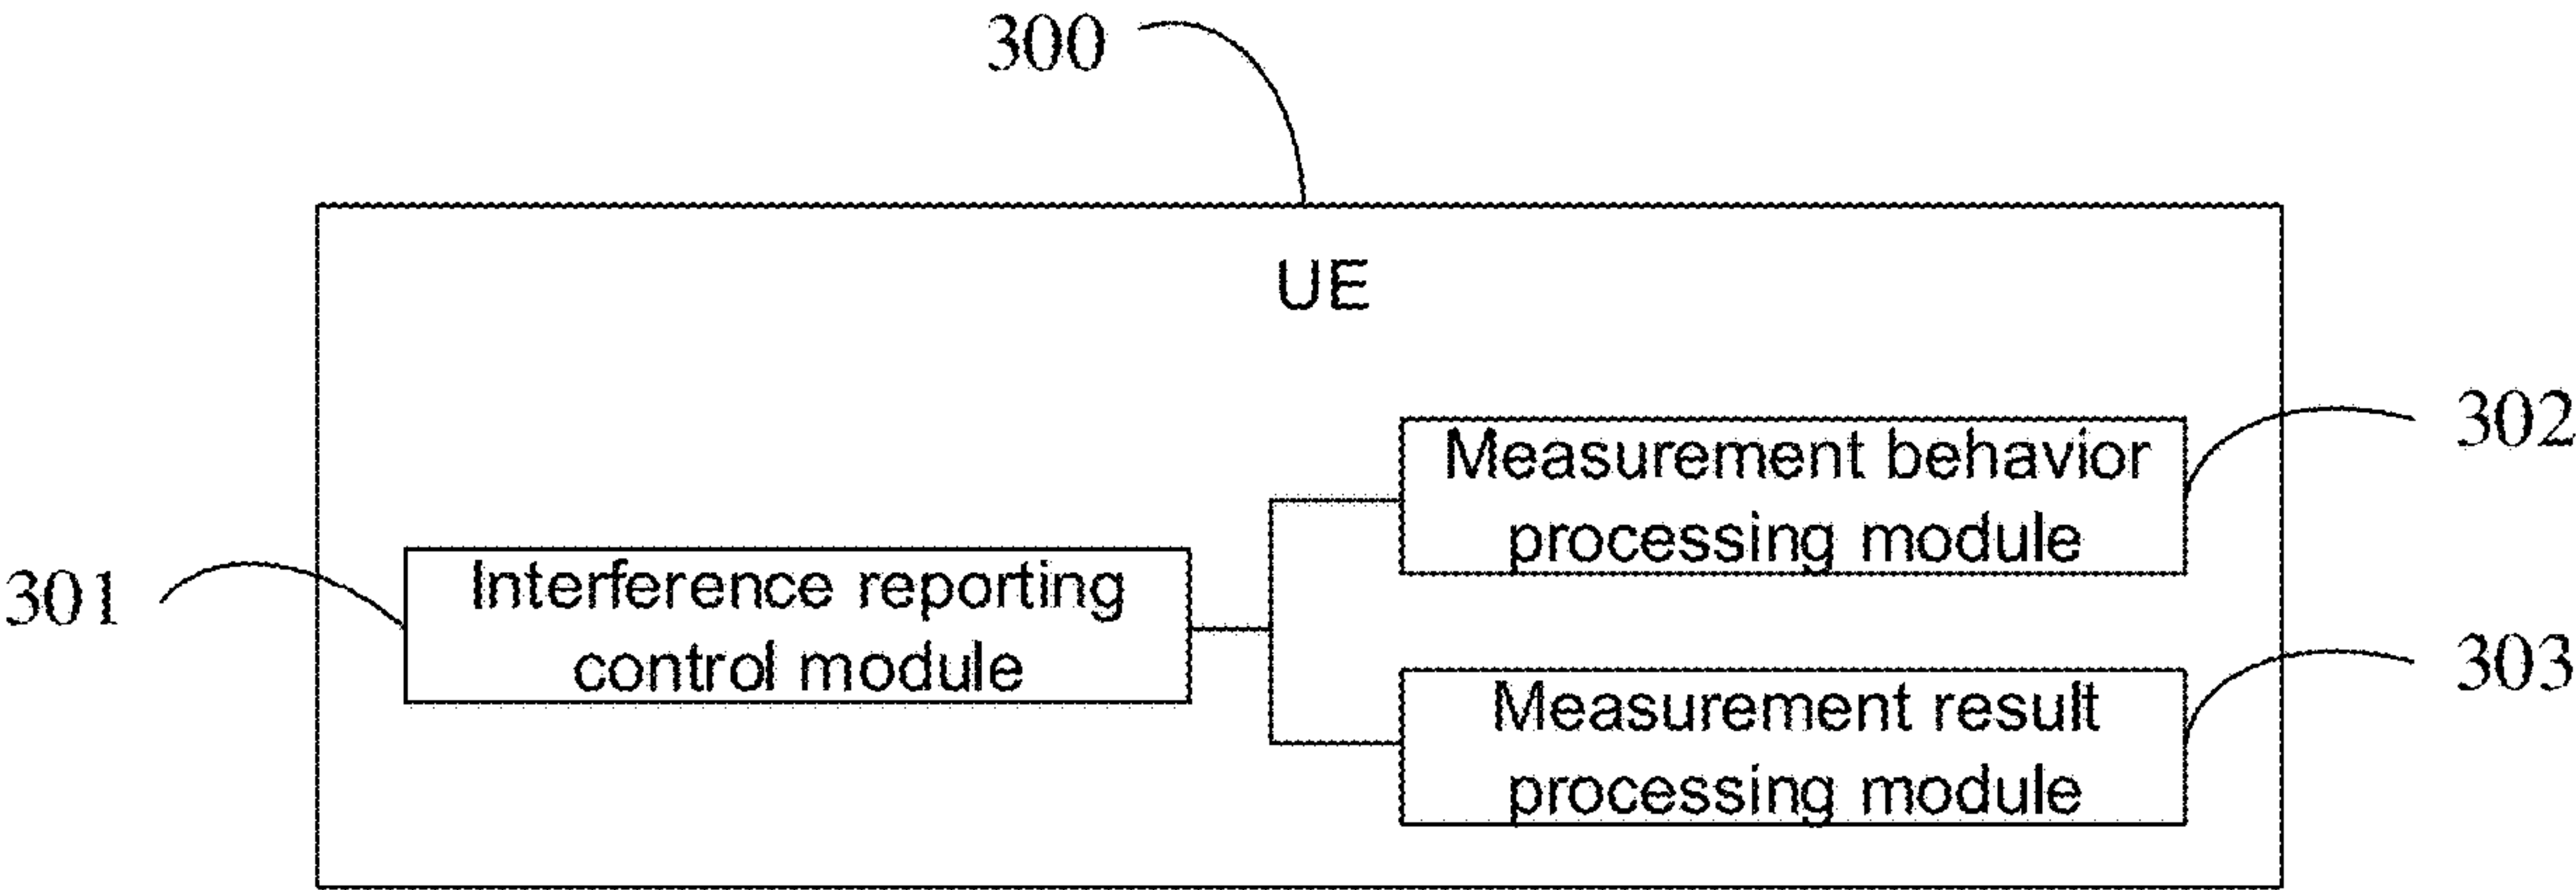 300
UE
302
Measurement behavior
processing module
301
Interference reporting
control module
303
Measurement result
processing module